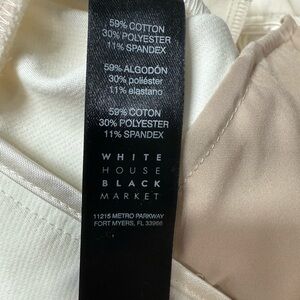 59% COTTON
30% POLYESTER
11% SPANDEX
59% ALGODÓN
30% poliéster
11% elastano
59% COTON
30% POLYESTER
11% SPANDEX
WHITE
HOUSE
BLACK
MARKET
11215 METRO PARKWAY
FORT MYERS, FL 33966